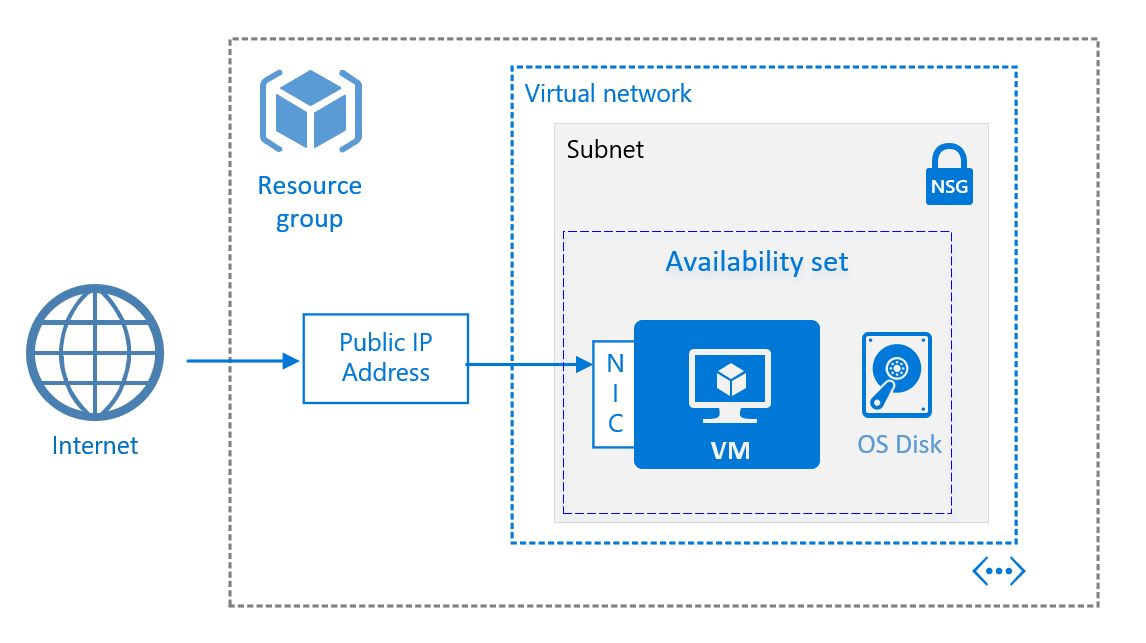 Virtual network
Subnet
NSG
Resource
group
Availability set
Public IP
Address
N
I
C
VM
OS Disk
Internet